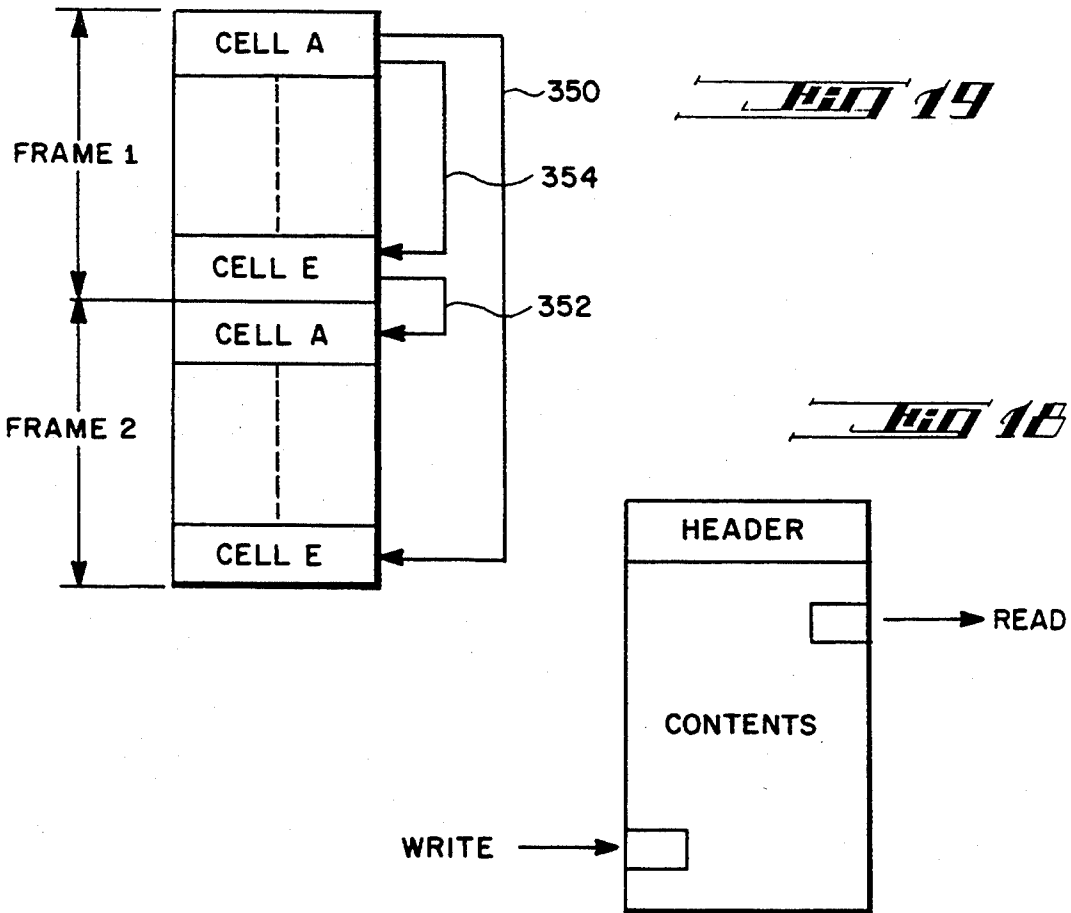 CELL A
350
Fig 19
FRAME 1
354
CELL E
352
CELL A
FRAME 2
Fig 18
CELL E
HEADER
READ
CONTENTS
WRITE